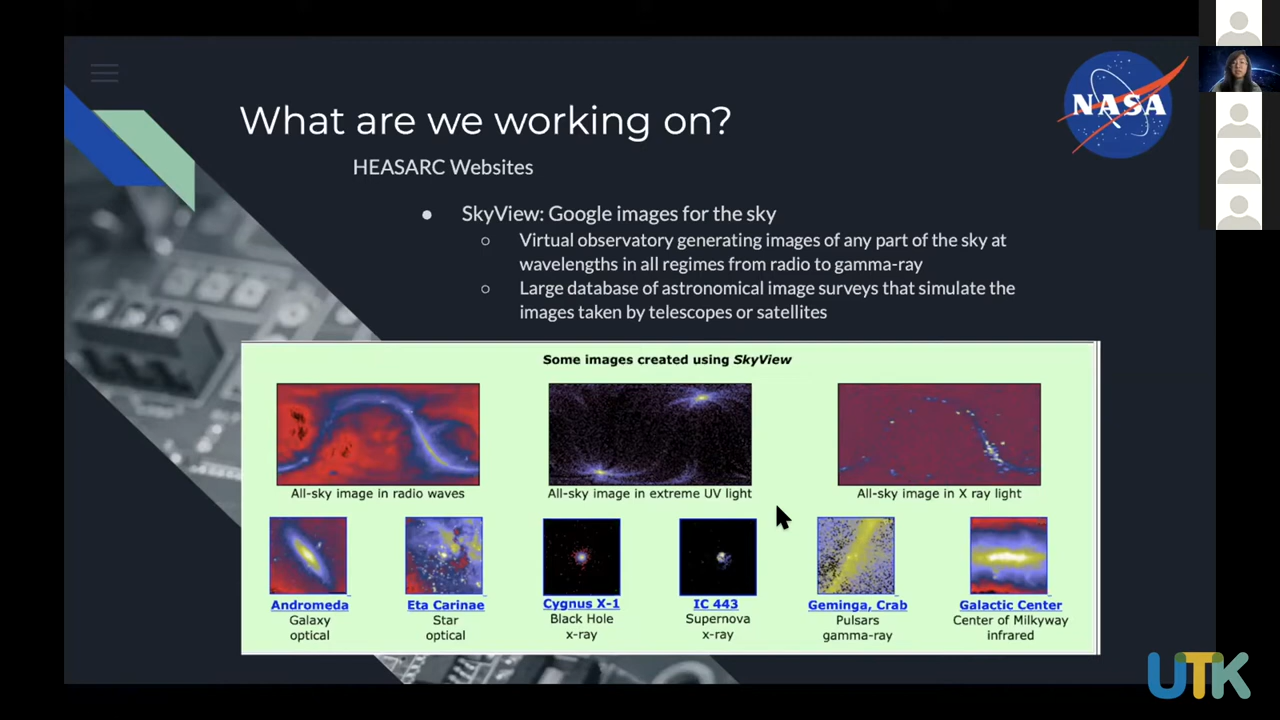 NASA
What are we working on?
HEASARC Websites
● SkyView: Google images for the sky
○ Virtual observatory generating images of any part of the sky at
wavelengths in all regimes from radio to gamma-ray
○ Large database of astronomical image surveys that simulate the
images taken by telescopes or satellites
Some images created using SkyView
All-sky image in radio waves
All-sky image in extreme UV light
All-sky image in X ray light
Andromeda
Galaxy
optical
Eta Carinae
Star
optical
Cygnus X-1
Black Hole
x-ray
IC 443
Supernova
x-ray
Geminga, Crab
Pulsars
gamma-ray
Galactic Center
Center of Milkyway
infrared
UTK